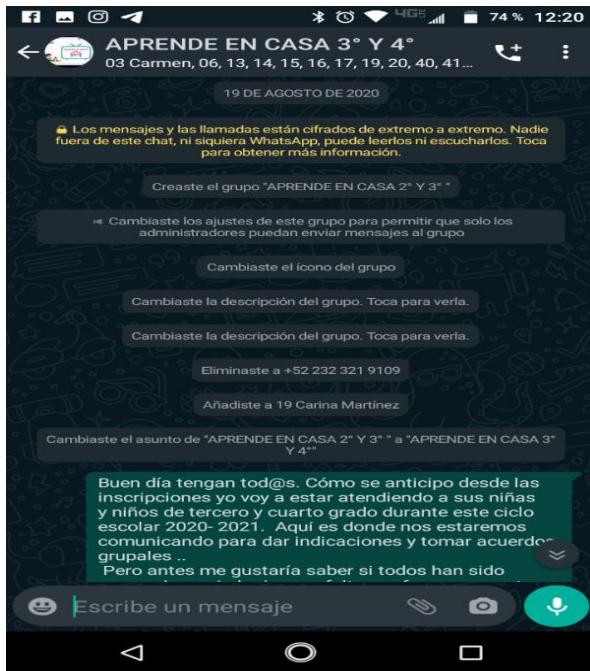 4G 74 % 12:20
APRENDE EN CASA 3° Y 4°
03 Carmen, 06, 13, 14, 15, 16, 17, 19, 20, 40, 41...
19 DE AGOSTO DE 2020
Los mensajes y las llamadas están cifrados de extremo a extremo. Nadie
fuera de este chat, ni siquiera WhatsApp, puede leerlos ni escucharlos. Toca
para obtener más información.
Creaste el grupo "APRENDE EN CASA 2° Y 3° "
Cambiaste los ajustes de este grupo para permitir que solo los
administradores puedan enviar mensajes al grupo
Cambiaste el ícono del grupo
Cambiaste la descripción del grupo. Toca para verla.
Cambiaste la descripción del grupo. Toca para verla.
Eliminaste a +52 232 321 9109
Añadiste a 19 Carina Martínez
Cambiaste el asunto de "APRENDE EN CASA 2° Y 3° " a "APRENDE EN CASA 3°
Y 4°"
Buen día tengan tod@s. Cómo se anticipo desde las
inscripciones yo voy a estar atendiendo a sus niñas
y niños de tercero y cuarto grado durante este ciclo
escolar 2020- 2021. Aquí es donde nos estaremos
comunicando para dar indicaciones y tomar acuerdos
grupales ..
Pero antes me gustaría saber si todos han sido
Escribe un mensaje